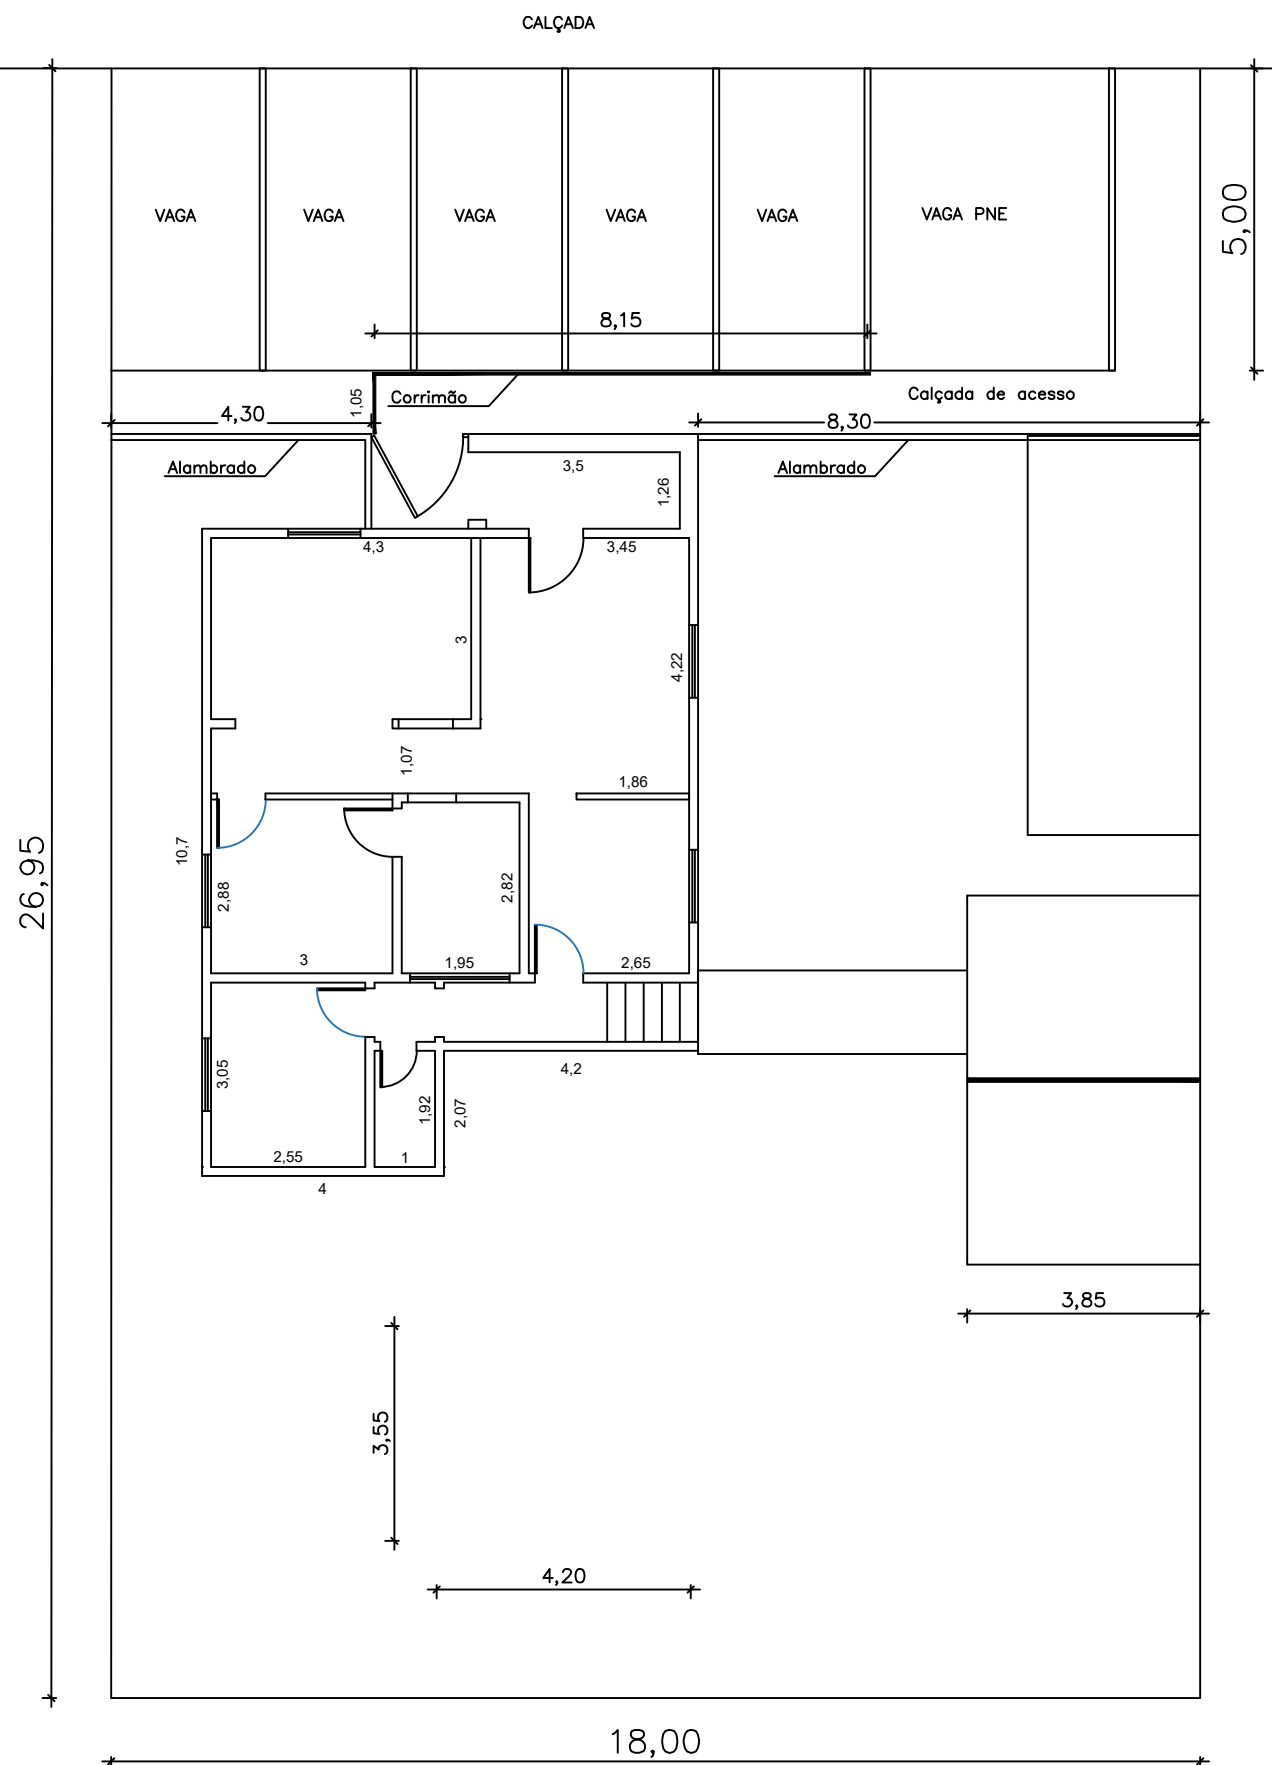 CALÇADA
VAGA
VAGA
VAGA
VAGA
VAGA
VAGA PNE
5,00
8,15
1,05
Corrimão
Calçada de acesso
4,30
8,30
Alambrado
Alambrado
3,5
1,26
4,3
3,45
3
4,22
1,07
1,86
10,7
26,95
2,88
2,82
3
1,95
2,65
3,05
4,2
1,92
2,07
2,55
1
4
3,85
3,55
4,20
18,00